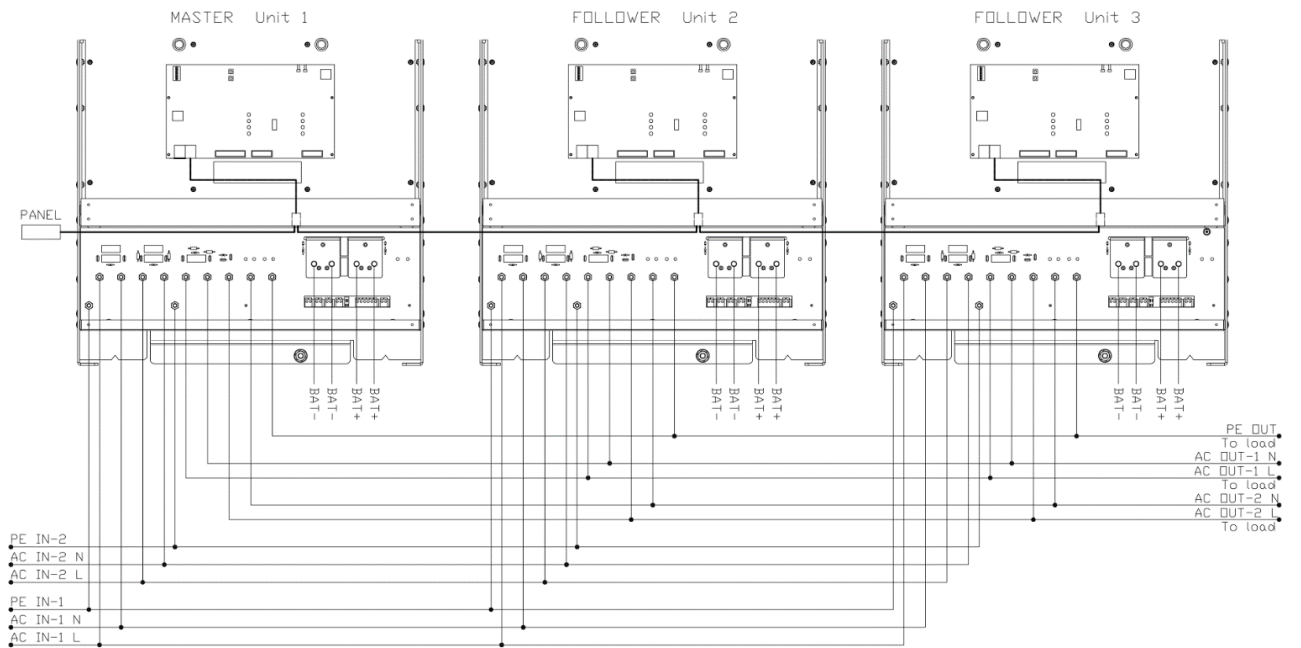 MASTER Unit 1
FOLLOWER Unit 2
FOLLOWER Unit 3
PANEL
BAT-
BAT-
BAT+
BAT+
BAT-
BAT-
BAT+
BAT+
BAT-
BAT-
BAT+
BAT+
PE OUT
To load
AC OUT-1 N
AC OUT-1 L
To load
AC OUT-2 N
AC OUT-2 L
To load
PE IN-2
AC IN-2 N
AC IN-2 L
PE IN-1
AC IN-1 N
AC IN-1 L